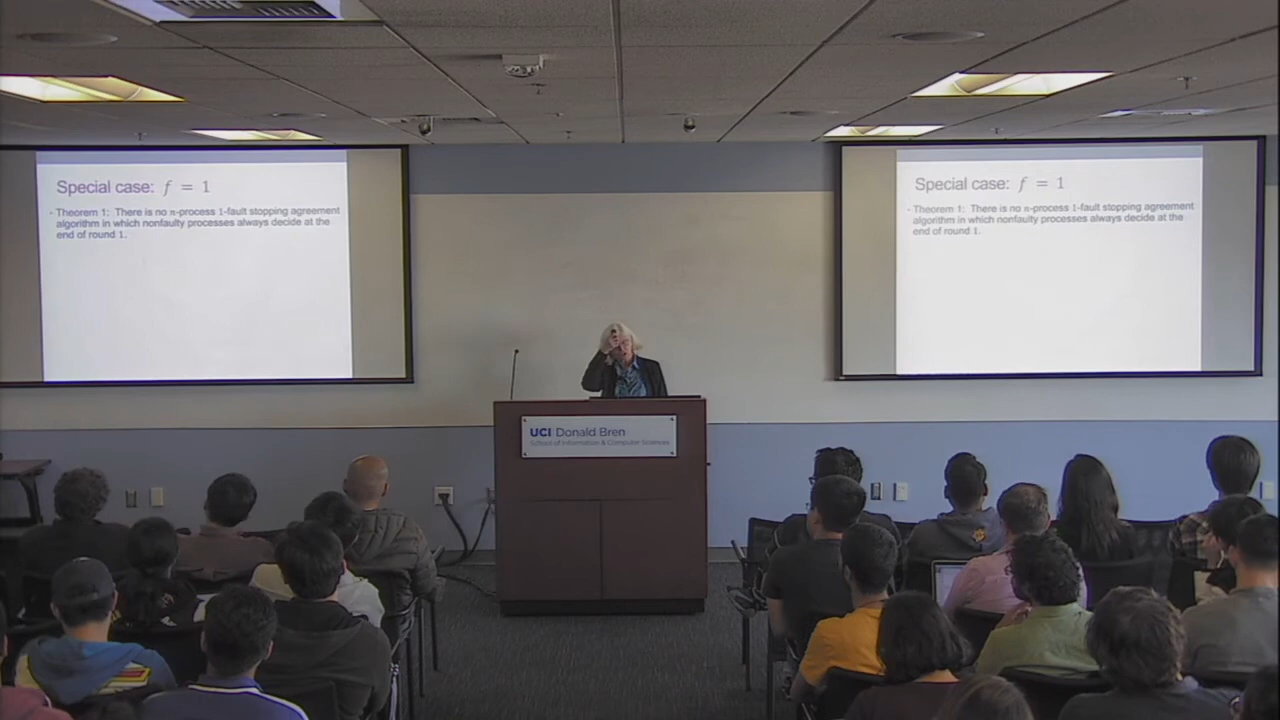 Special case: f = 1
• Theorem 1: There is no n-process 1-fault stopping agreement
algorithm in which nonfaulty processes always decide at the
end of round 1.
Special case: f = 1
• Theorem 1: There is no n-process 1-fault stopping agreement
algorithm in which nonfaulty processes always decide at the
end of round 1.
UCI Donald Bren
School of Information & Computer Sciences